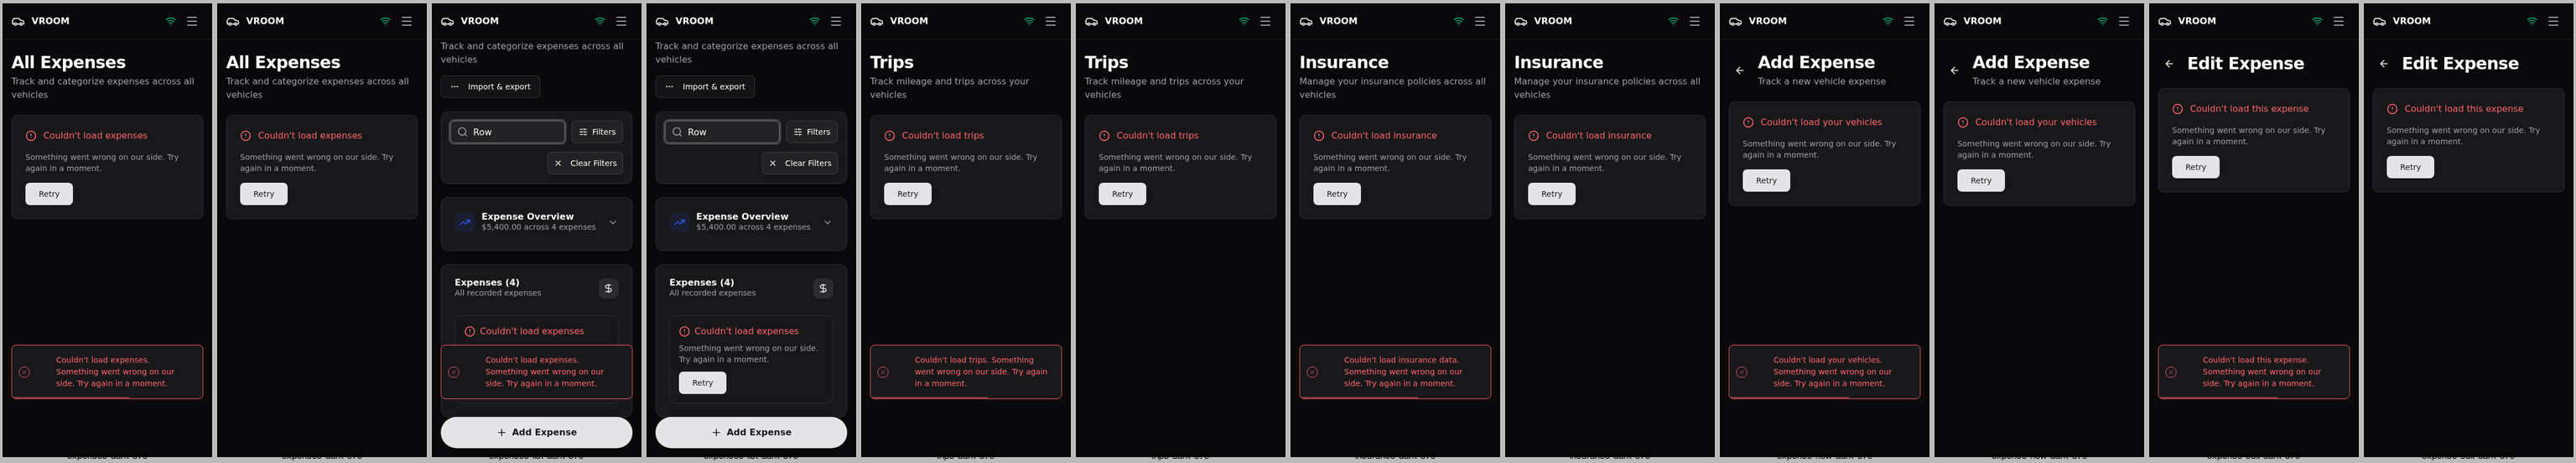 VROOM
All Expenses
Track and categorize expenses across all
vehicles
Couldn't load expenses
Something went wrong on our side. Try
again in a moment.
Retry
Couldn't load expenses.
Something went wrong on our
side. Try again in a moment.
VROOM
All Expenses
Track and categorize expenses across all
vehicles
Couldn't load expenses
Something went wrong on our side. Try
again in a moment.
Retry
VROOM
Track and categorize expenses across all
vehicles
Import & export
Row
Filters
Clear Filters
Expense Overview
$5,400.00 across 4 expenses
Expenses (4)
All recorded expenses
Couldn't load expenses
Couldn't load expenses.
Something went wrong on our
side. Try again in a moment.
Add Expense
VROOM
Track and categorize expenses across all
vehicles
Import & export
Row
Filters
Clear Filters
Expense Overview
$5,400.00 across 4 expenses
Expenses (4)
All recorded expenses
Couldn't load expenses
Something went wrong on our side.
Try again in a moment.
Retry
Add Expense
VROOM
Trips
Track mileage and trips across your
vehicles
Couldn't load trips
Something went wrong on our side. Try
again in a moment.
Retry
Couldn't load trips. Something
went wrong on our side. Try again
in a moment.
VROOM
Trips
Track mileage and trips across your
vehicles
Couldn't load trips
Something went wrong on our side. Try
again in a moment.
Retry
VROOM
Insurance
Manage your insurance policies across all
vehicles
Couldn't load insurance
Something went wrong on our side. Try
again in a moment.
Retry
Couldn't load insurance data.
Something went wrong on our
side. Try again in a moment.
VROOM
Insurance
Manage your insurance policies across all
vehicles
Couldn't load insurance
Something went wrong on our side. Try
again in a moment.
Retry
VROOM
Add Expense
Track a new vehicle expense
Couldn't load your vehicles
Something went wrong on our side. Try
again in a moment.
Retry
Couldn't load your vehicles.
Something went wrong on our
side. Try again in a moment.
VROOM
Add Expense
Track a new vehicle expense
Couldn't load your vehicles
Something went wrong on our side. Try
again in a moment.
Retry
VROOM
Edit Expense
Couldn't load this expense
Something went wrong on our side. Try
again in a moment.
Retry
Couldn't load this expense.
Something went wrong on our
side. Try again in a moment.
VROOM
Edit Expense
Couldn't load this expense
Something went wrong on our side. Try
again in a moment.
Retry